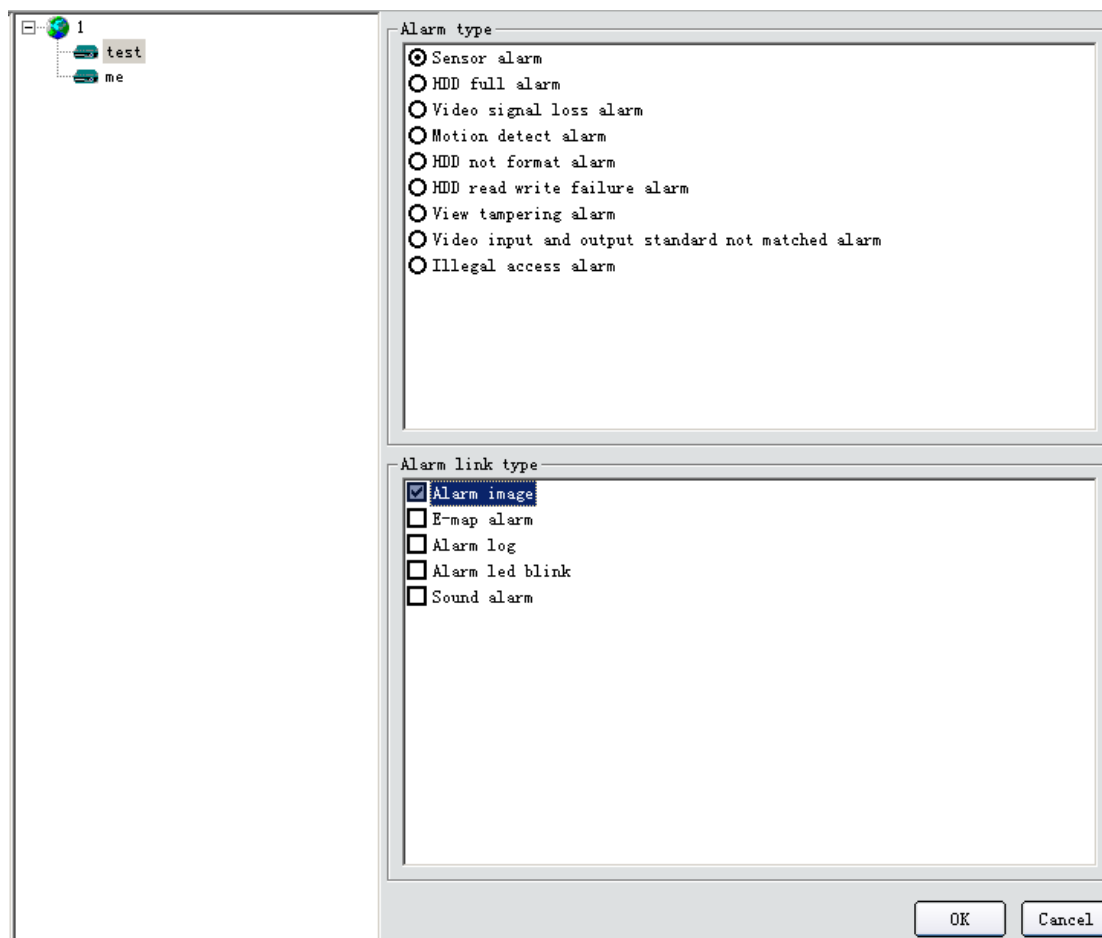 1
test
me
Alarm type
Sensor alarm
HDD full alarm
Video signal loss alarm
Motion detect alarm
HDD not format alarm
HDD read write failure alarm
View tampering alarm
Video input and output standard not matched alarm
Illegal access alarm
Alarm link type
Alarm image
E-map alarm
Alarm log
Alarm led blink
Sound alarm
OK
Cancel